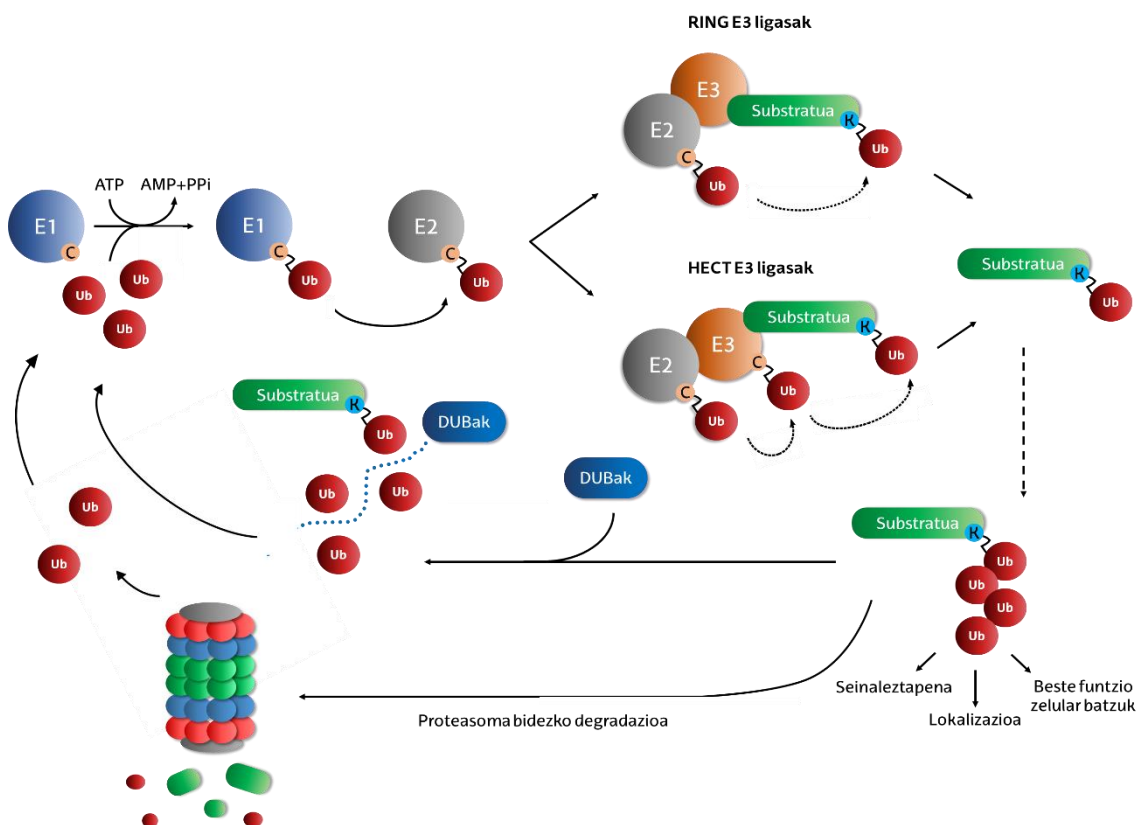 RING E3 ligasak
E3
E2
Substratua
K
C
Ub
Ub
ATP
AMP+PPi
E1
C
Ub
Ub
Ub
E1
C
Ub
E2
C
Ub
HECT E3 ligasak
Substratua
K
Ub
E3
E2
C
C
Ub
Ub
Substratua
K
Ub
Substratua
K
Ub
DUBak
Ub
Ub
Ub
DUBak
Ub
Ub
Substratua
K
Ub
Ub
Ub
Ub
Seinaleztapena
Lokalizazioa
Beste funtzio
zelular batzuk
Proteasoma bidezko degradazioa